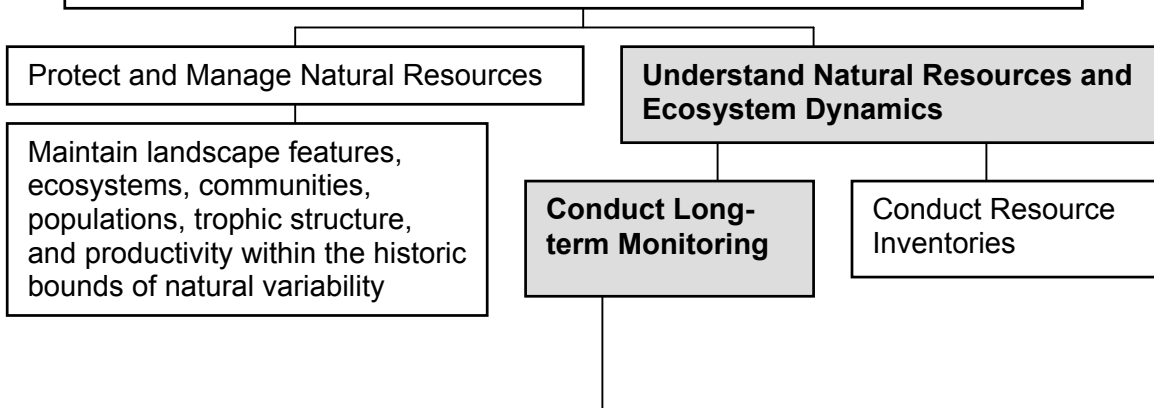 Protect and Manage Natural Resources
Understand Natural Resources and
Ecosystem Dynamics
Maintain landscape features,
ecosystems, communities,
populations, trophic structure,
and productivity within the historic
bounds of natural variability
Conduct Long-
term Monitoring
Conduct Resource
Inventories